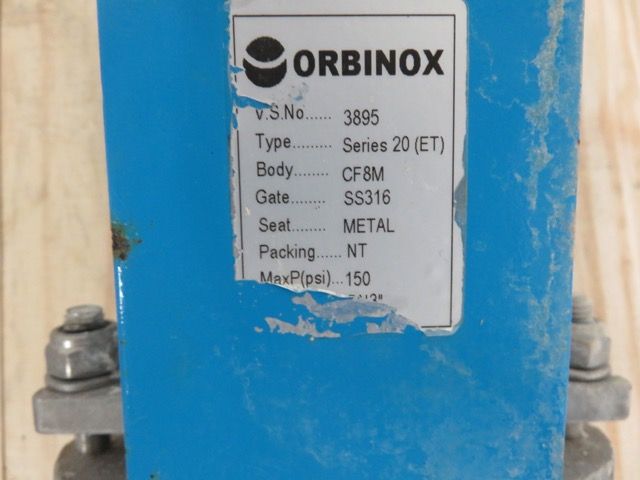 ORBINOX
V.S.No...... 3895
Type......... Series 20 (ET)
Body........ CF8M
Gate......... SS316
Seat......... METAL
Packing...... NT
MaxP(psi)... 150